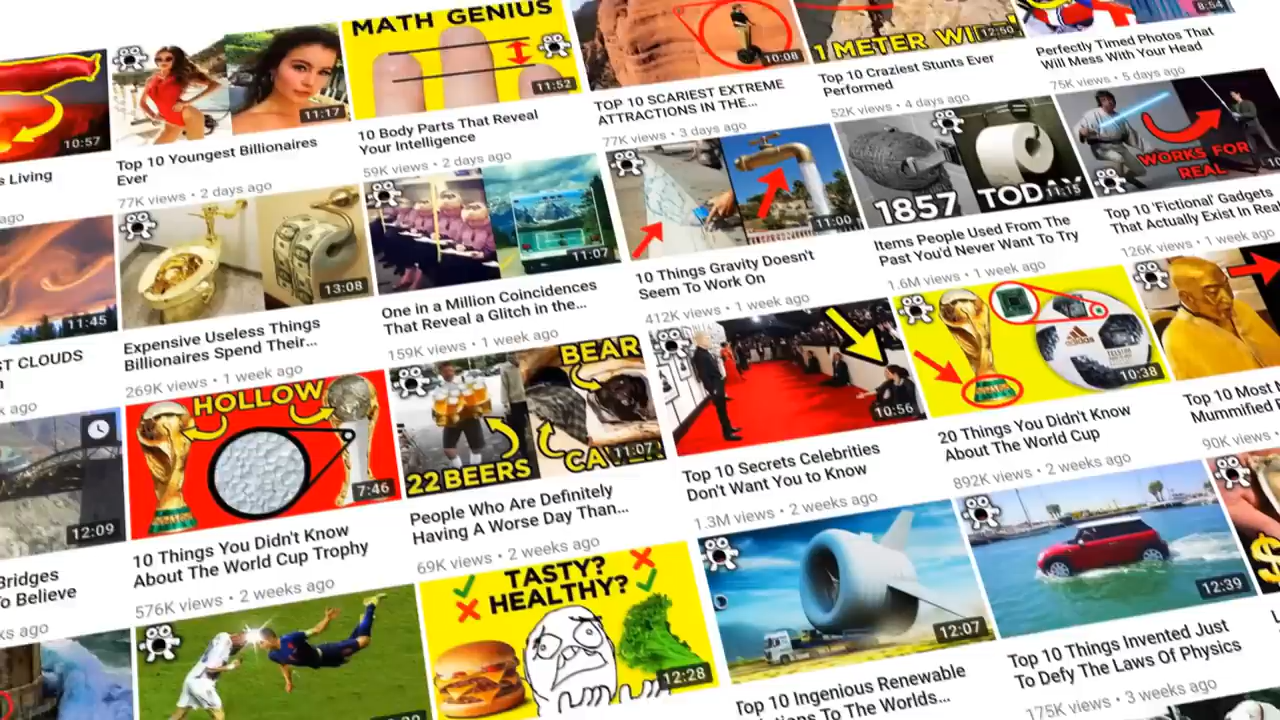 10:57
s Living
ago
11:17
Top 10 Youngest Billionaires
Ever
77K views • 2 days ago
MATH GENIUS
11:52
10 Body Parts That Reveal
Your Intelligence
59K views • 2 days ago
10:08
TOP 10 SCARIEST EXTREME
ATTRACTIONS IN THE...
77K views • 3 days ago
1 METER
12:50
Top 10 Craziest Stunts Ever
Performed
52K views • 4 days ago
8:54
Perfectly Timed Photos That
Will Mess With Your Head
75K views • 5 days ago
11:45
ST CLOUDS
ago
13:08
Expensive Useless Things
Billionaires Spend Their...
269K views • 1 week ago
11:07
One in a Million Coincidences
That Reveal a Glitch in the...
159K views • 1 week ago
11:00
10 Things Gravity Doesn't
Seem To Work On
412K views • 1 week ago
1857
TODAY
11:15
Items People Used From The
Past You'd Never Want To Try
1.6M views • 1 week ago
WORKS FOR
REAL
Top 10 'Fictional' Gadgets
That Actually Exist In Real
126K views • 1 week ago
12:09
Bridges
To Believe
ks ago
HOLLOW
7:46
10 Things You Didn't Know
About The World Cup Trophy
576K views • 2 weeks ago
BEAR
22 BEERS
11:07
People Who Are Definitely
Having A Worse Day Than...
69K views • 2 weeks ago
10:56
Top 10 Secrets Celebrities
Don't Want You to Know
1.3M views • 2 weeks ago
adidas
10:38
20 Things You Didn't Know
About The World Cup
892K views • 2 weeks ago
Top 10 Most
Mummified
90K views •
TASTY?
HEALTHY?
12:28
12:07
Top 10 Ingenious Renewable
To The Worlds...
12:39
Top 10 Things Invented Just
To Defy The Laws Of Physics
175K views • 3 weeks ago
$